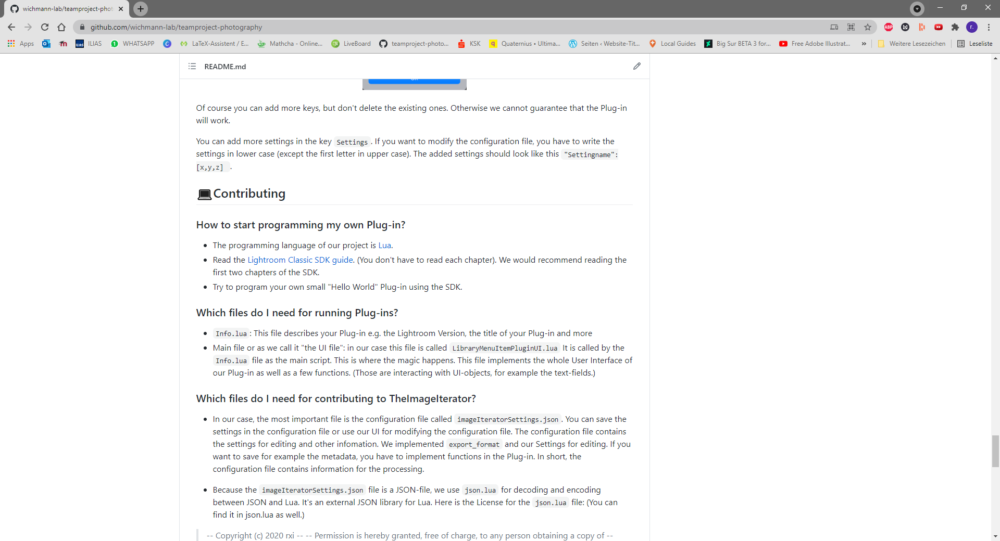 wichmann-lab/teamproject-phot
github.com/wichmann-lab/teamproject-photography
ABP
r.
Apps
ILIAS
WHATSAPP
LaTeX-Assistent / E...
Mathcha - Online...
LiveBoard
teamproject-photo...
KSK
Quaternius • Ultima...
Seiten ‹ Website-Tit...
Local Guides
Big Sur BETA 3 for...
Free Adobe Illustrat...
»
Weitere Lesezeichen
Leseliste
README.md
Of course you can add more keys, but don't delete the existing ones. Otherwise we cannot guarantee that the Plug-in
will work.
You can add more settings in the key Settings. If you want to modify the configuration file, you have to write the
settings in lower case (except the first letter in upper case). The added settings should look like this "Settingname":
[x,y,z] .
Contributing
How to start programming my own Plug-in?
• The programming language of our project is Lua.
• Read the Lightroom Classic SDK guide. (You don't have to read each chapter). We would recommend reading the
first two chapters of the SDK.
• Try to program your own small "Hello World" Plug-in using the SDK.
Which files do I need for running Plug-ins?
• Info.lua: This file describes your Plug-in e.g. the Lightroom Version, the title of your Plug-in and more
• Main file or as we call it "the UI file": in our case this file is called LibraryMenuItemPluginUI.lua It is called by the
Info.lua file as the main script. This is where the magic happens. This file implements the whole User Interface of
our Plug-in as well as a few functions. (Those are interacting with UI-objects, for example the text-fields.)
Which files do I need for contributing to TheImageIterator?
• In our case, the most important file is the configuration file called imageIteratorSettings.json. You can save the
settings in the configuration file or use our UI for modifying the configuration file. The configuration file contains
the settings for editing and other infomation. We implemented export_format and our Settings for editing. If you
want to save for example the metadata, you have to implement functions in the Plug-in. In short, the
configuration file contains information for the processing.
• Because the imageIteratorSettings.json file is a JSON-file, we use json.lua for decoding and encoding
between JSON and Lua. It's an external JSON library for Lua. Here is the License for the json.lua file: (You can
find it in json.lua as well.)
-- Copyright (c) 2020 rxi -- -- Permission is hereby granted, free of charge, to any person obtaining a copy of --